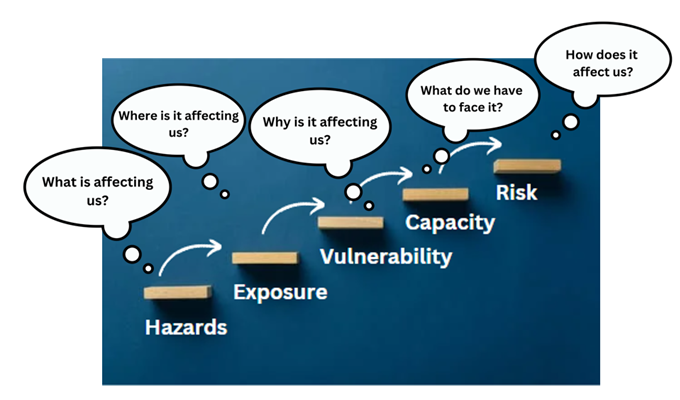 How does it
affect us?
What do we have
to face it?
Where is it affecting
us?
Why is it affecting
us?
What is affecting
us?
Risk
Capacity
Vulnerability
Exposure
Hazards